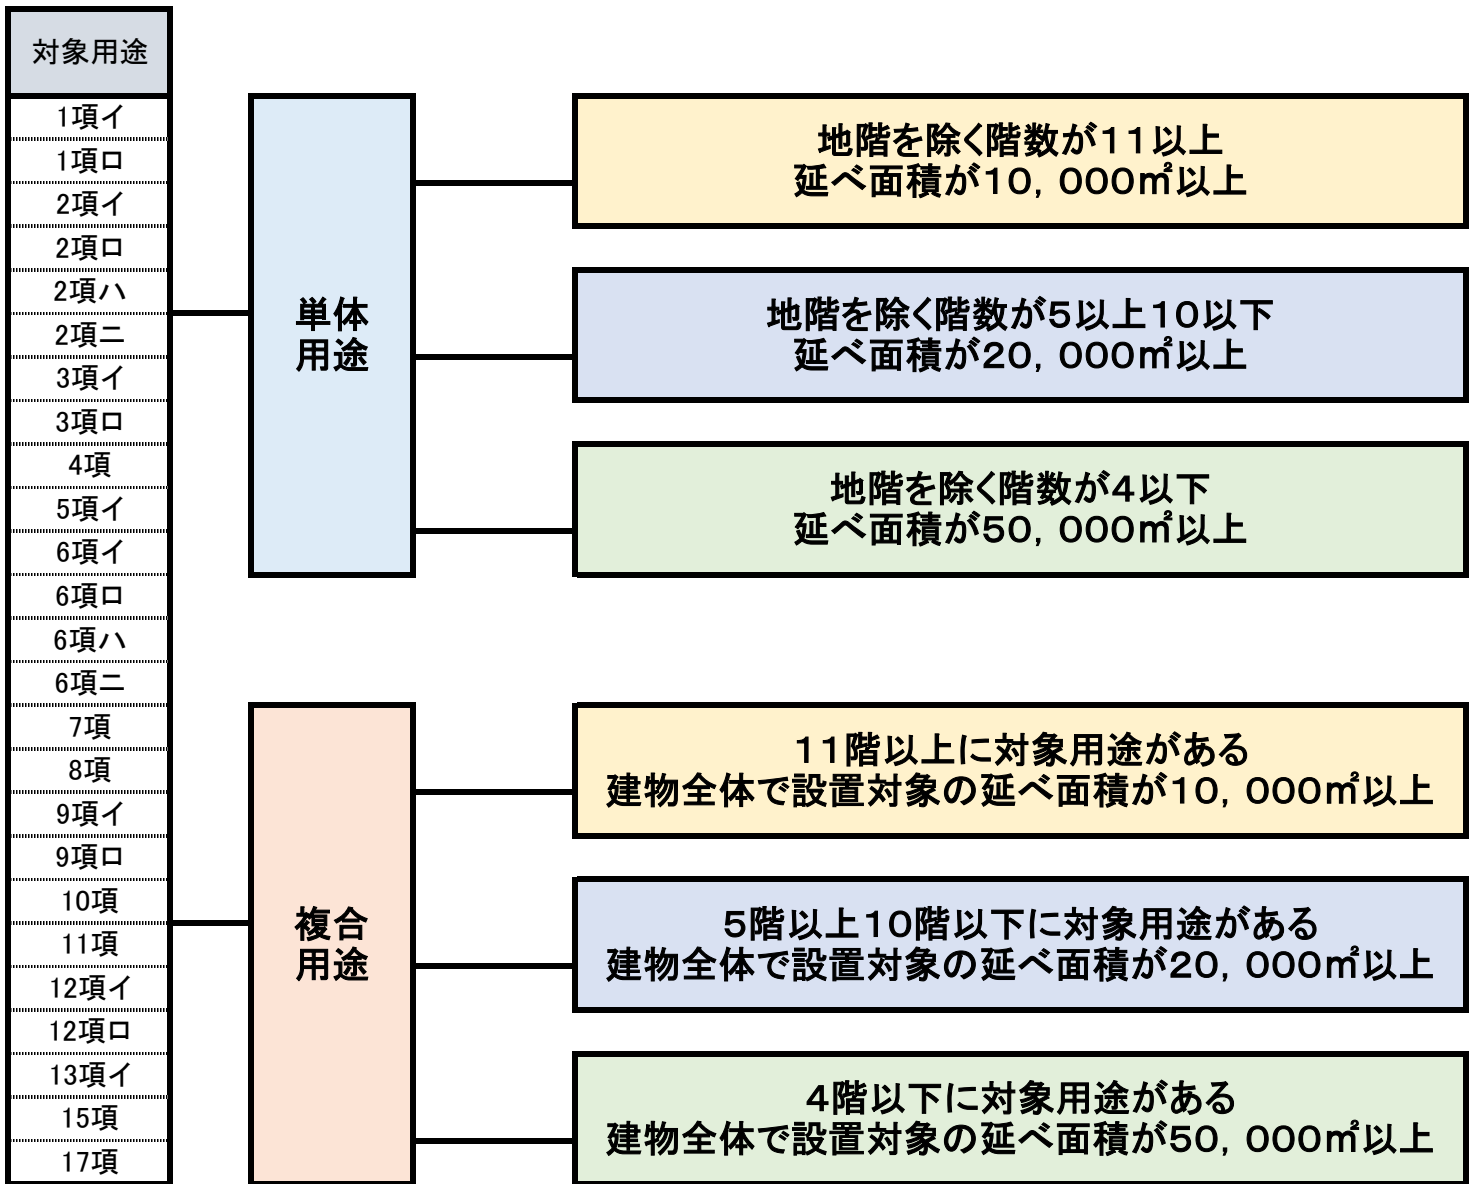 対象用途
1項イ
1項ロ
2項イ
2項ロ
2項ハ
2項ニ
3項イ
3項ロ
4項
5項イ
6項イ
6項ロ
6項ハ
6項ニ
7項
8項
9項イ
9項ロ
10項
11項
12項イ
12項ロ
13項イ
15項
17項
単体
用途
地階を除く階数が11以上
延べ面積が10，000㎡以上
地階を除く階数が5以上10以下
延べ面積が20，000㎡以上
地階を除く階数が4以下
延べ面積が50，000㎡以上
複合
用途
11階以上に対象用途がある
建物全体で設置対象の延べ面積が10，000㎡以上
5階以上10階以下に対象用途がある
建物全体で設置対象の延べ面積が20，000㎡以上
4階以下に対象用途がある
建物全体で設置対象の延べ面積が50，000㎡以上